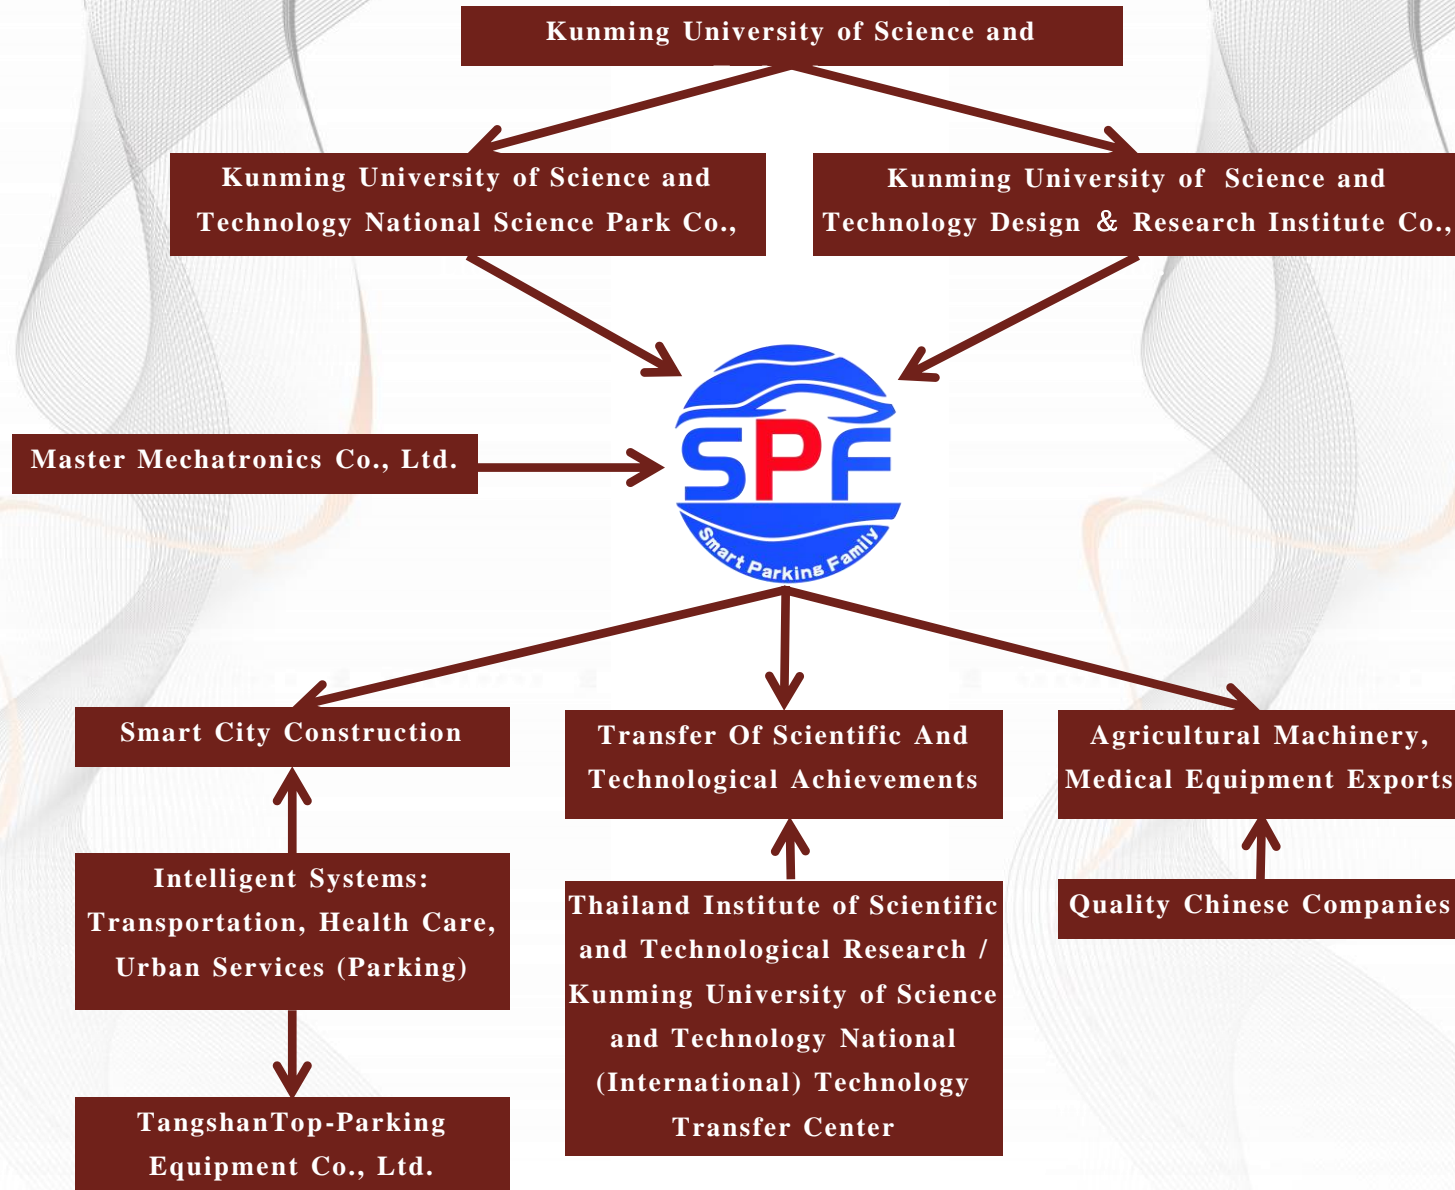 Kunming University of Science and
Kunming University of Science and
Technology National Science Park Co.,
Kunming University of Science and
Technology Design & Research Institute Co.,
SPF
Smart Parking Family
Master Mechatronics Co., Ltd.
Smart City Construction
Transfer Of Scientific And
Technological Achievements
Agricultural Machinery,
Medical Equipment Exports
Intelligent Systems:
Transportation, Health Care,
Urban Services (Parking)
Thailand Institute of Scientific
and Technological Research /
Kunming University of Science
and Technology National
(International) Technology
Transfer Center
Quality Chinese Companies
TangshanTop-Parking
Equipment Co., Ltd.